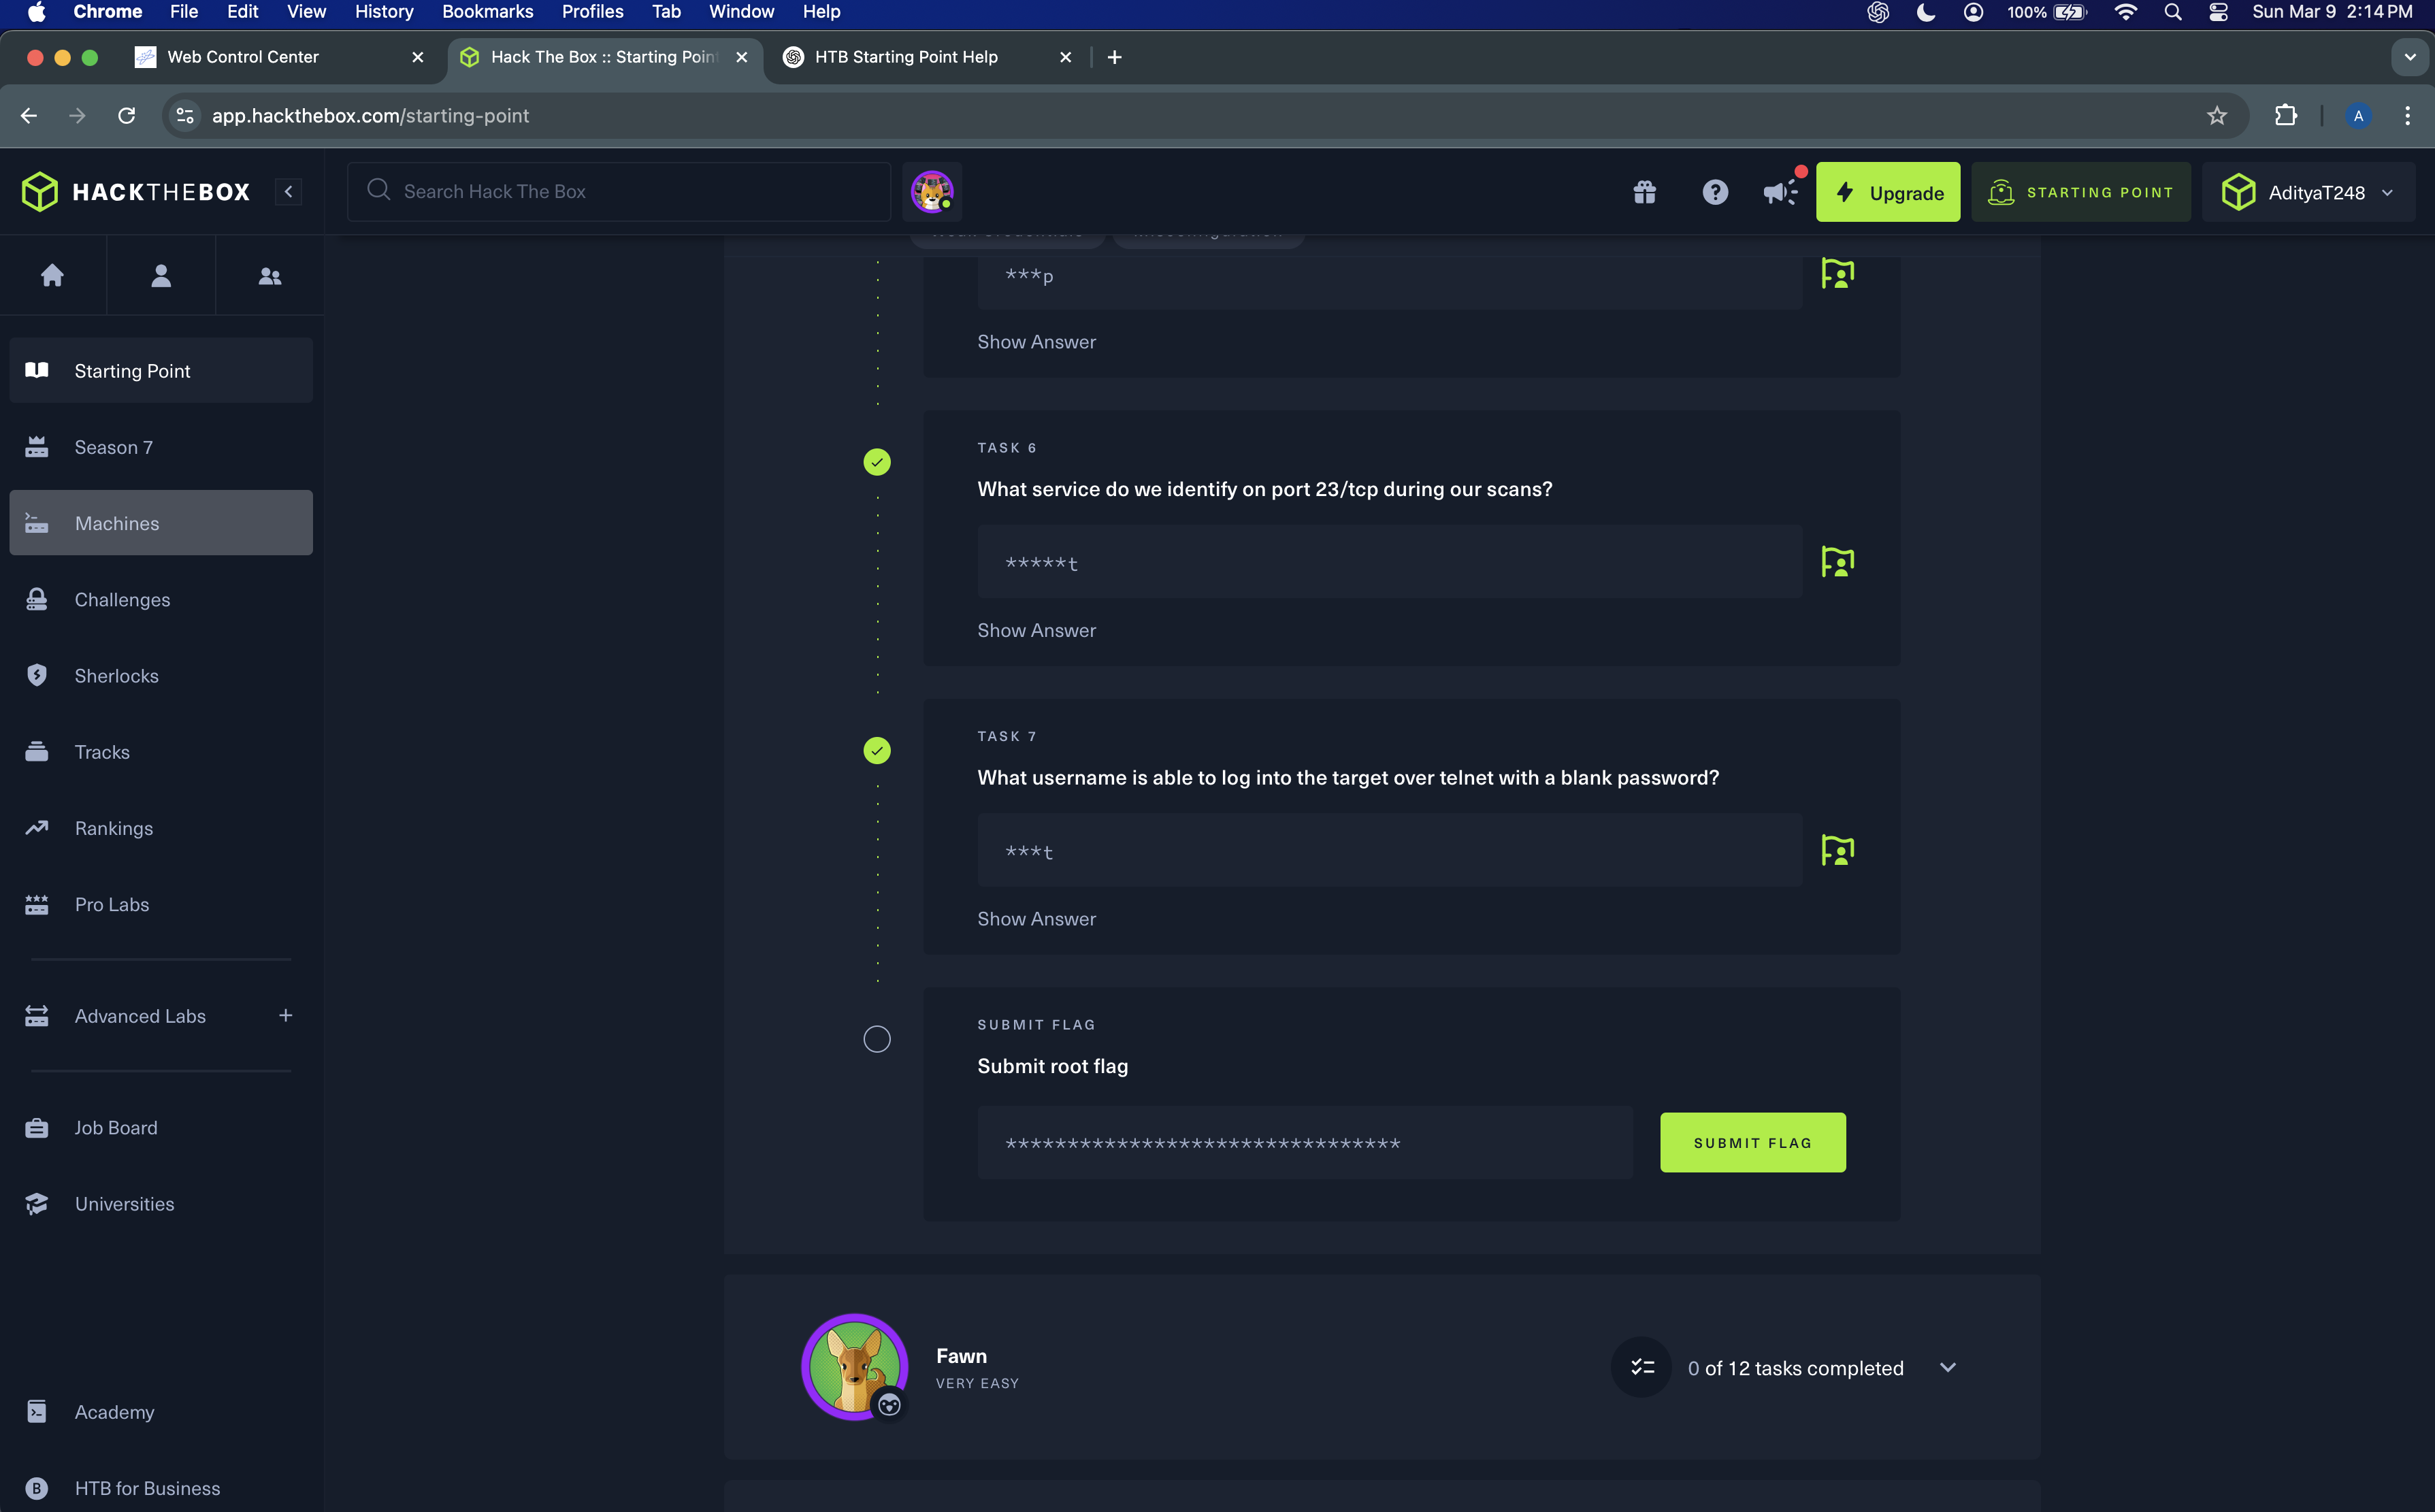 Chrome File Edit View History Bookmarks Profiles Tab Window Help 100% Sun Mar 9 2:14 PM
Web Control Center Hack The Box :: Starting Poin HTB Starting Point Help
app.hackthebox.com/starting-point A
HACKTHEBOX Search Hack The Box Upgrade STARTING POINT AdityaT248
***p
Show Answer
Starting Point
Season 7
Machines
Challenges
Sherlocks
Tracks
Rankings
Pro Labs
Advanced Labs +
Job Board
Universities
Academy
B HTB for Business
TASK 6
What service do we identify on port 23/tcp during our scans?
*****t
Show Answer
TASK 7
What username is able to log into the target over telnet with a blank password?
***t
Show Answer
SUBMIT FLAG
Submit root flag
******************************** SUBMIT FLAG
Fawn
VERY EASY
0 of 12 tasks completed